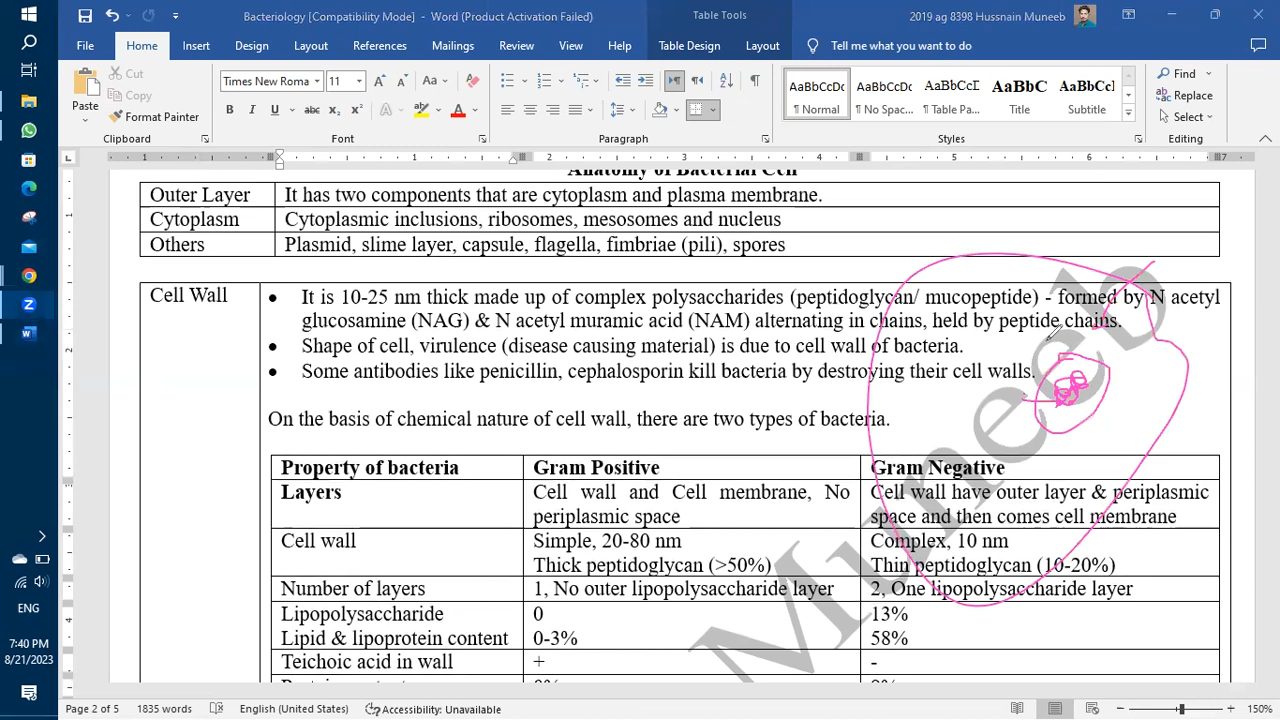 Bacteriology [Compatibility Mode] - Word (Product Activation Failed)
Table Tools
2019 ag 8398 Hussnain Muneeb
File Home Insert Design Layout References Mailings Review View Help Table Design Layout Tell me what you want to do
Paste
Cut
Copy
Format Painter
Clipboard
Times New Roma 11
Font
Paragraph
AaBbCcDc AaBbCcDc AaBbCcDc AaBbC AaBbCcI
¶ Normal ¶ No Spac... ¶ Table Pa... Title Subtitle
Styles
Find
Replace
Select
Editing
1 1 2 3 4 5 6 7
Anatomy of Bacterial Cell
Outer Layer It has two components that are cytoplasm and plasma membrane.
Cytoplasm Cytoplasmic inclusions, ribosomes, mesosomes and nucleus
Others Plasmid, slime layer, capsule, flagella, fimbriae (pili), spores
Cell Wall
• It is 10-25 nm thick made up of complex polysaccharides (peptidoglycan/ mucopeptide) - formed by N acetyl
glucosamine (NAG) & N acetyl muramic acid (NAM) alternating in chains, held by peptide chains.
• Shape of cell, virulence (disease causing material) is due to cell wall of bacteria.
• Some antibodies like penicillin, cephalosporin kill bacteria by destroying their cell walls.
On the basis of chemical nature of cell wall, there are two types of bacteria.
Property of bacteria Gram Positive Gram Negative
Layers Cell wall and Cell membrane, No Cell wall have outer layer & periplasmic
periplasmic space space and then comes cell membrane
Cell wall Simple, 20-80 nm Complex, 10 nm
Thick peptidoglycan (>50%) Thin peptidoglycan (10-20%)
Number of layers 1, No outer lipopolysaccharide layer 2, One lipopolysaccharide layer
Lipopolysaccharide 0 13%
Lipid & lipoprotein content 0-3% 58%
Teichoic acid in wall + -
Muneeb
ENG
7:40 PM
8/21/2023
Page 2 of 5 1835 words English (United States) Accessibility: Unavailable 150%